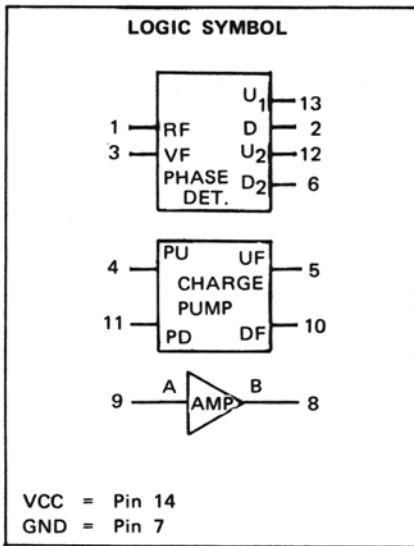 LOGIC SYMBOL
U1 13
1 RF D 2
3 VF U2 12
PHASE D2 6
DET.
PU UF
4 CHARGE 5
PUMP
11 PD DF 10
9 A AMP B 8
VCC = Pin 14
GND = Pin 7